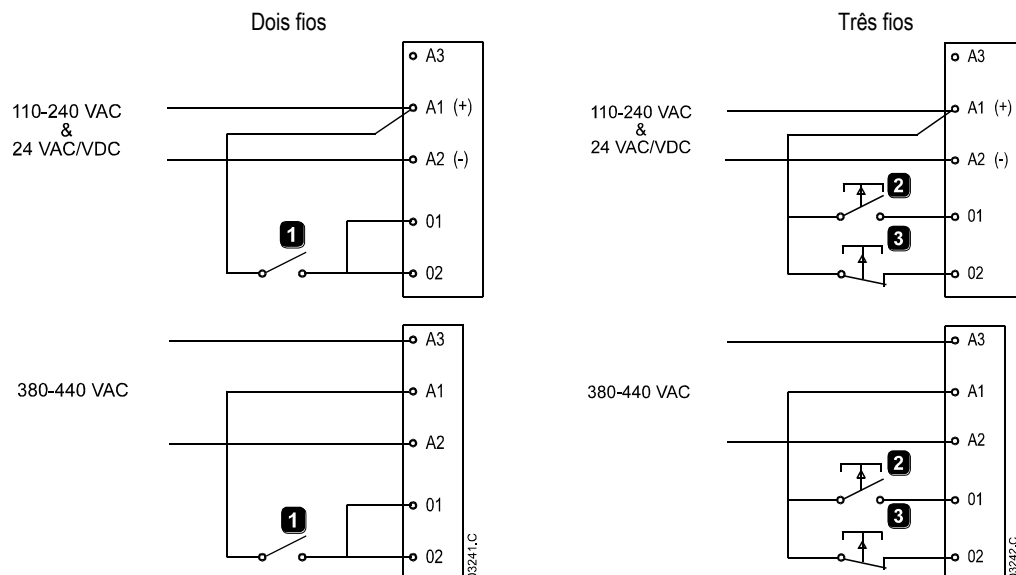 Dois fios
A3
110-240 VAC
&
24 VAC/VDC
A1 (+)
A2 (-)
01
1
02
A3
380-440 VAC
A1
A2
01
1
02
03241.C
Três fios
A3
110-240 VAC
&
24 VAC/VDC
A1 (+)
A2 (-)
2
01
3
02
A3
380-440 VAC
A1
A2
2
01
3
02
03242.C